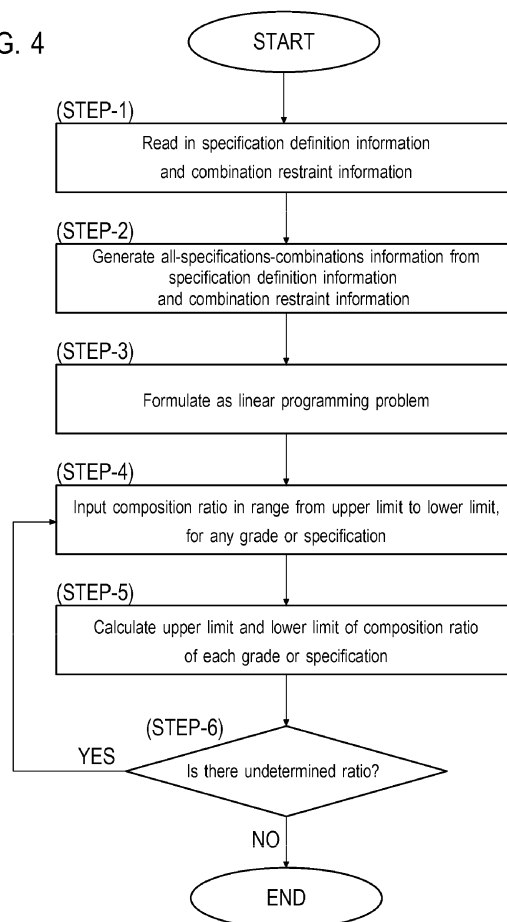 G. 4
START
(STEP-1)
Read in specification definition information
and combination restraint information
(STEP-2)
Generate all-specifications-combinations information from
specification definition information
and combination restraint information
(STEP-3)
Formulate as linear programming problem
(STEP-4)
Input composition ratio in range from upper limit to lower limit,
for any grade or specification
(STEP-5)
Calculate upper limit and lower limit of composition ratio
of each grade or specification
(STEP-6)
YES
Is there undetermined ratio?
NO
END